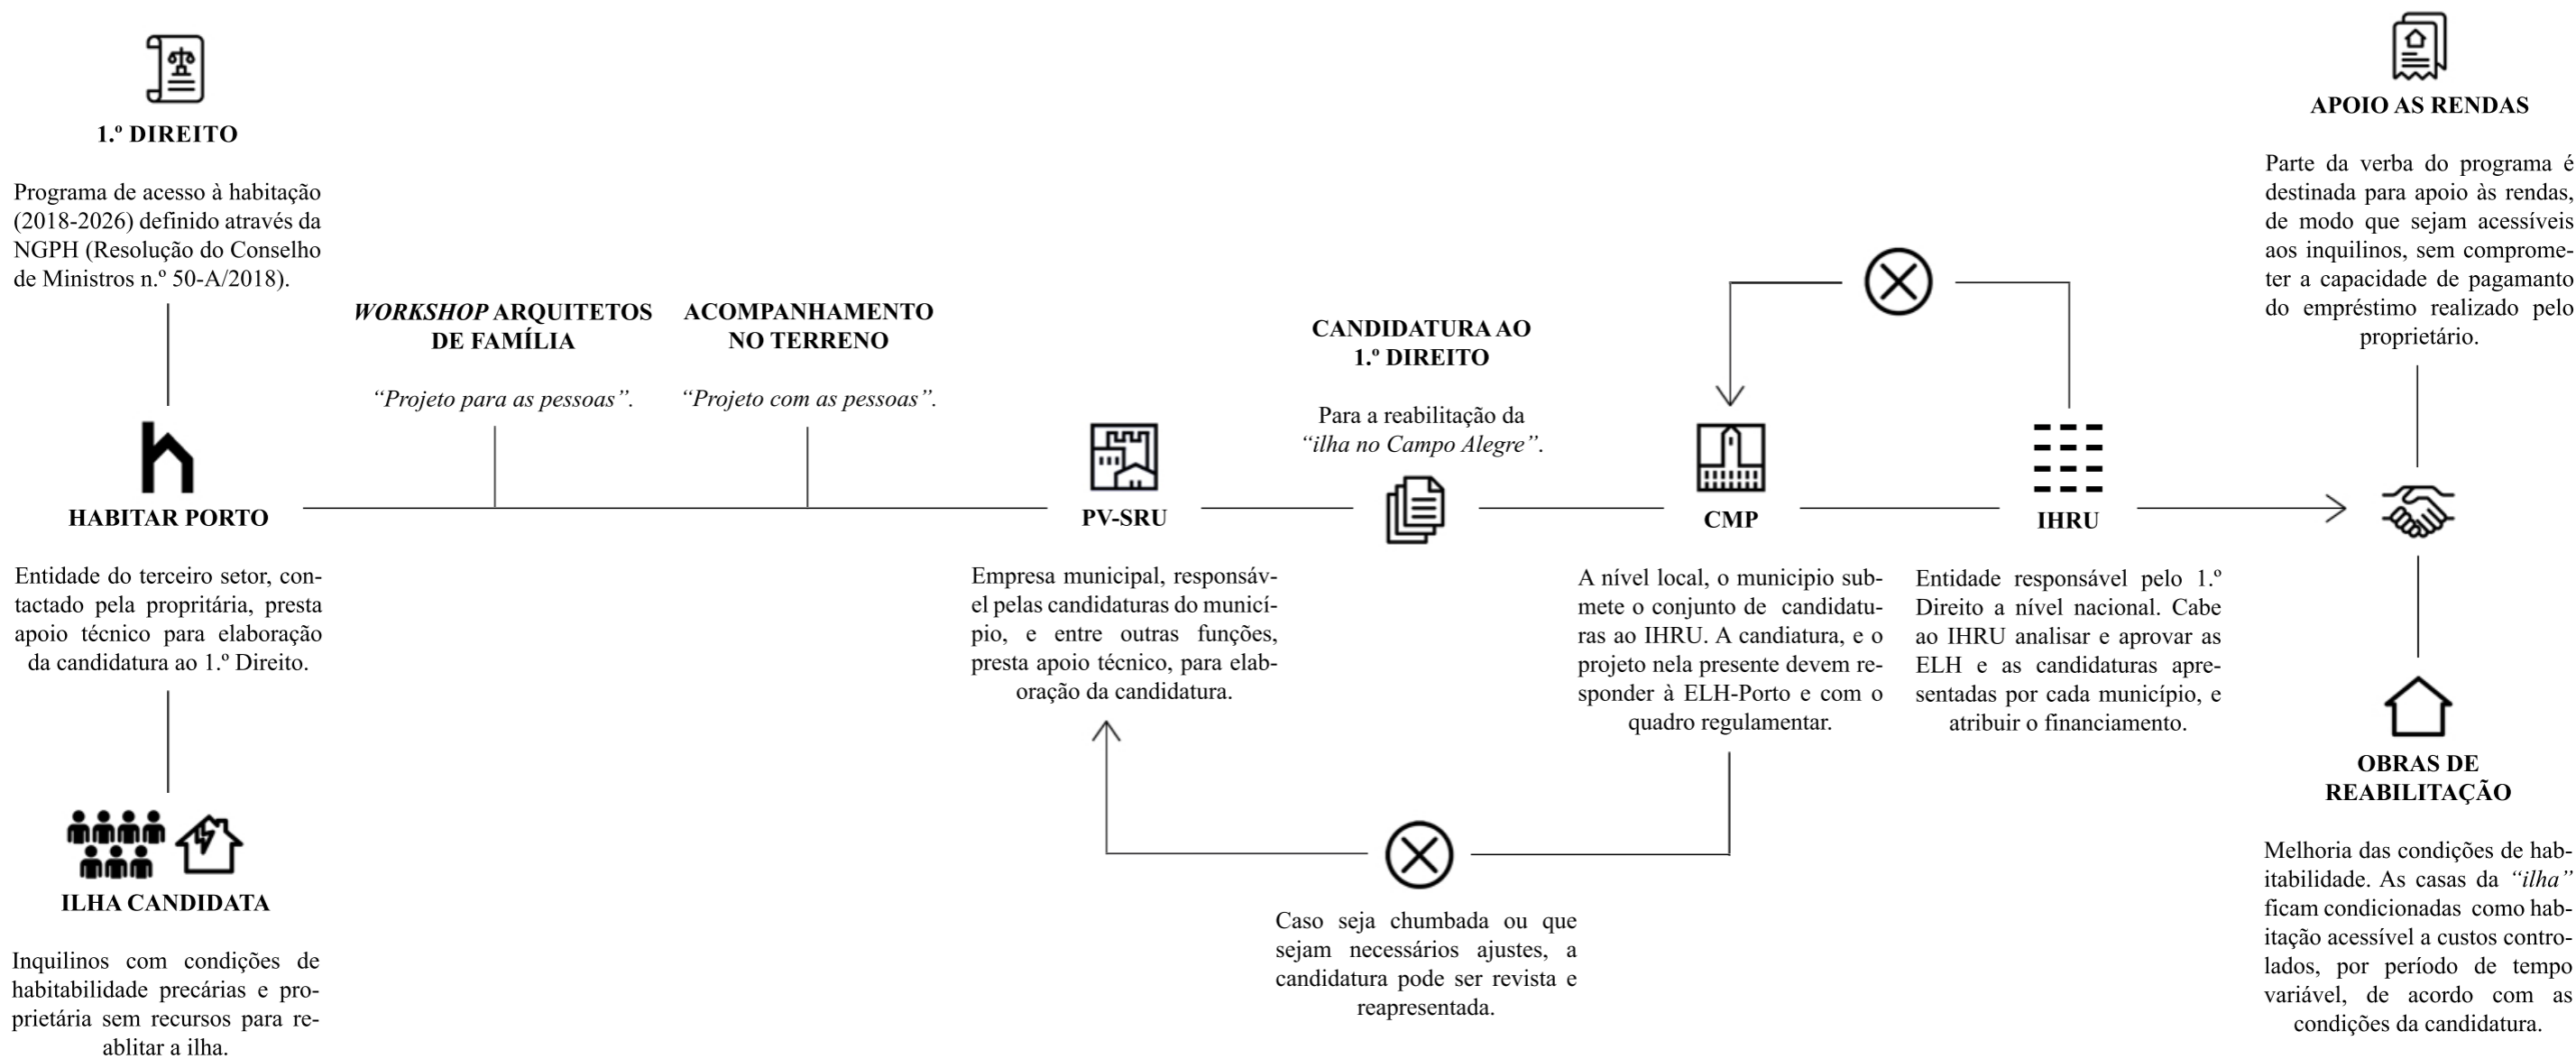 1.º DIREITO
Programa de acesso à habitação
(2018-2026) definido através da
NGPH (Resolução do Conselho
de Ministros n.º 50-A/2018).
HABITAR PORTO
Entidade do terceiro setor, con-
tactado pela propritária, presta
apoio técnico para elaboração
da candidatura ao 1.º Direito.
ILHA CANDIDATA
Inquilinos com condições de
habitabilidade precárias e pro-
prietária sem recursos para re-
ablitar a ilha.
WORKSHOP ARQUITETOS
DE FAMÍLIA
“Projeto para as pessoas”.
ACOMPANHAMENTO
NO TERRENO
“Projeto com as pessoas”.
PV-SRU
Empresa municipal, responsáv-
el pelas candidaturas do municí-
pio, e entre outras funções,
presta apoio técnico, para elab-
oração da candidatura.
CANDIDATURA AO
1.º DIREITO
Para a reabilitação da
“ilha no Campo Alegre”.
Caso seja chumbada ou que
sejam necessários ajustes, a
candidatura pode ser revista e
reapresentada.
CMP
A nível local, o municipio sub-
mete o conjunto de candidatu-
ras ao IHRU. A candiatura, e o
projeto nela presente devem re-
sponder à ELH-Porto e com o
quadro regulamentar.
IHRU
Entidade responsável pelo 1.º
Direito a nível nacional. Cabe
ao IHRU analisar e aprovar as
ELH e as candidaturas apre-
sentadas por cada município, e
atribuir o financiamento.
APOIO AS RENDAS
Parte da verba do programa é
destinada para apoio às rendas,
de modo que sejam acessíveis
aos inquilinos, sem comprome-
ter a capacidade de pagamanto
do empréstimo realizado pelo
proprietário.
OBRAS DE
REABILITAÇÃO
Melhoria das condições de hab-
itabilidade. As casas da “ilha”
ficam condicionadas como hab-
itação acessível a custos contro-
lados, por período de tempo
variável, de acordo com as
condições da candidatura.